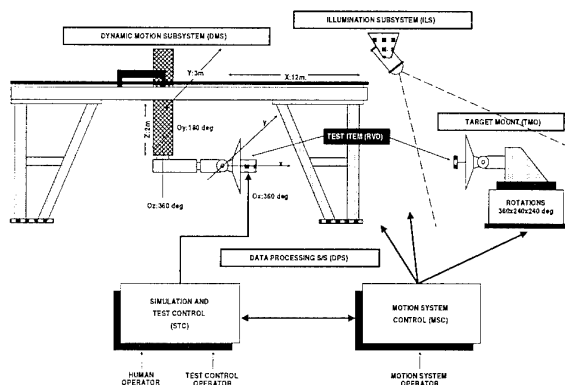 ILLUMINATION SUBSYSTEM (ILS)
DYNAMIC MOTION SUBSYSTEM (DMS)
Y:3m
X:12m
Z:2m
Oy:180 deg
Y
TEST ITEM (RVD)
TARGET MOUNT (TMO)
X
Oz:360 deg
Ox:360 deg
ROTATIONS
360x240x240 deg
DATA PROCESSING S/S (DPS)
SIMULATION AND
TEST CONTROL
(STC)
MOTION SYSTEM
CONTROL (MSC)
HUMAN
OPERATOR
TEST CONTROL
OPERATOR
MOTION SYSTEM
OPERATOR